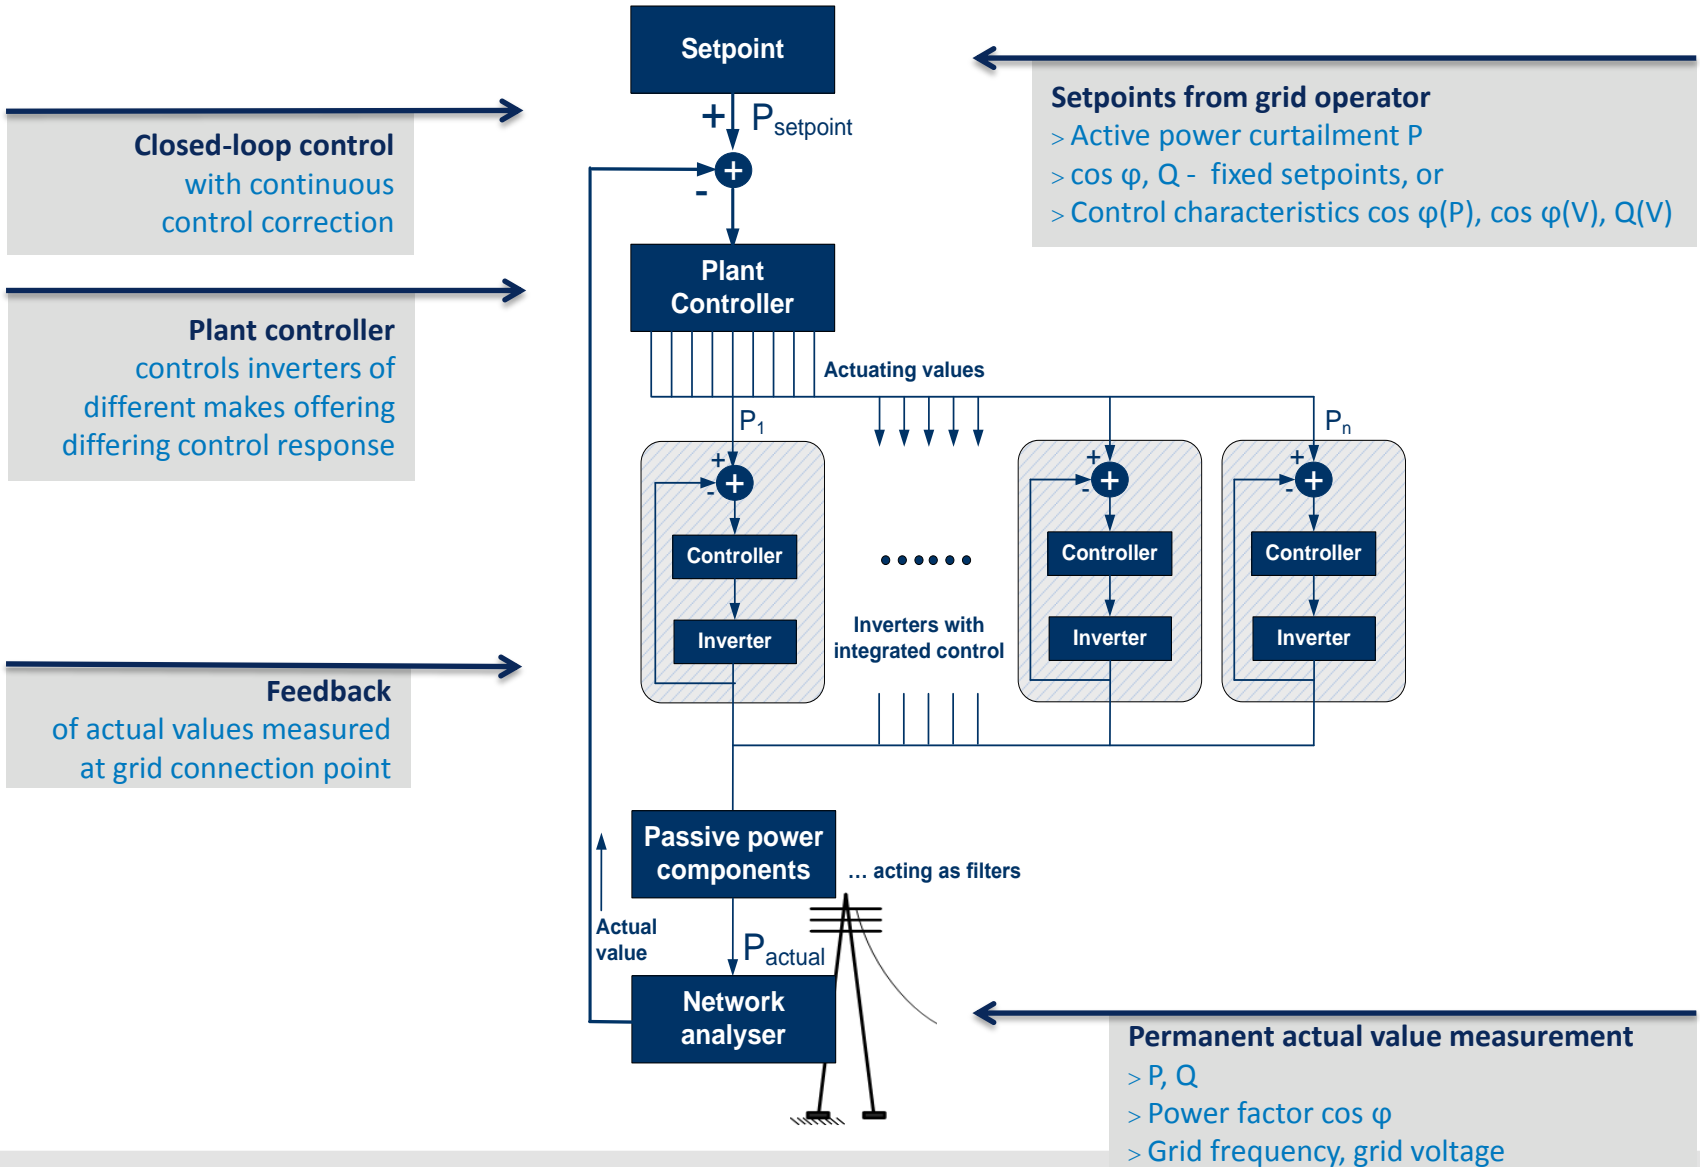 Setpoint
+
P setpoint
+
-
Closed-loop control
with continuous
control correction
Setpoints from grid operator
> Active power curtailment P
> cos φ, Q - fixed setpoints, or
> Control characteristics cos φ(P), cos φ(V), Q(V)
Plant
Controller
Plant controller
controls inverters of
different makes offering
differing control response
Actuating values
P1
Pn
+
+
-
Controller
Inverter
+
+
-
Controller
Inverter
+
+
-
Controller
Inverter
Inverters with
integrated control
Feedback
of actual values measured
at grid connection point
Passive power
components
... acting as filters
Actual
value
P actual
Network
analyser
Permanent actual value measurement
> P, Q
> Power factor cos φ
> Grid frequency, grid voltage